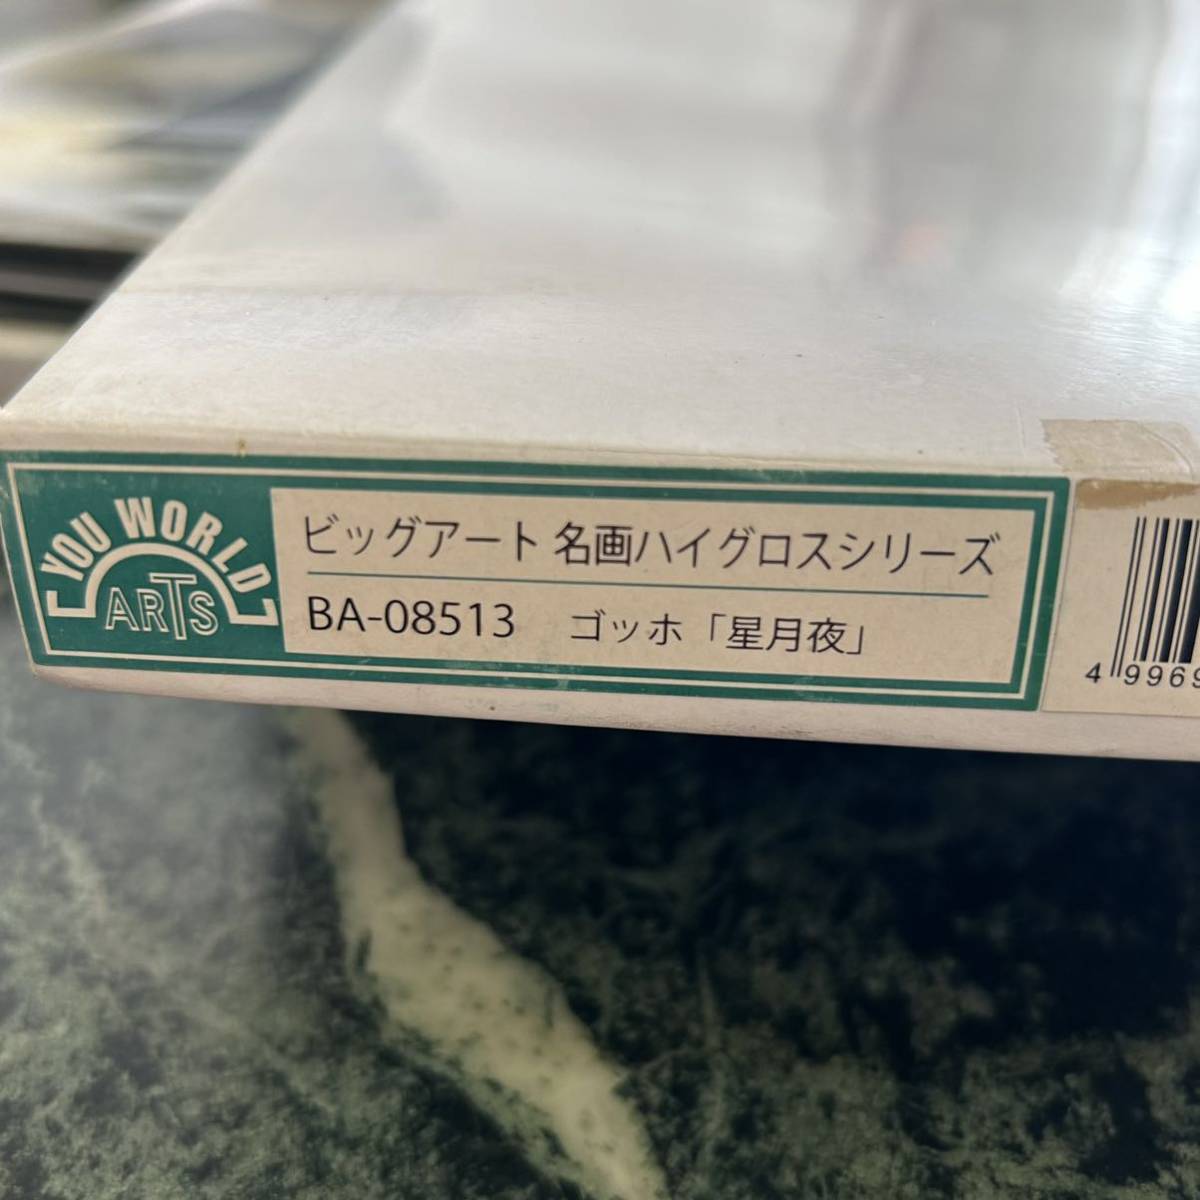 YOU WORLD
ARTS
ビッグアート 名画ハイグロスシリーズ
BA-08513 ゴッホ「星月夜」
4 9969